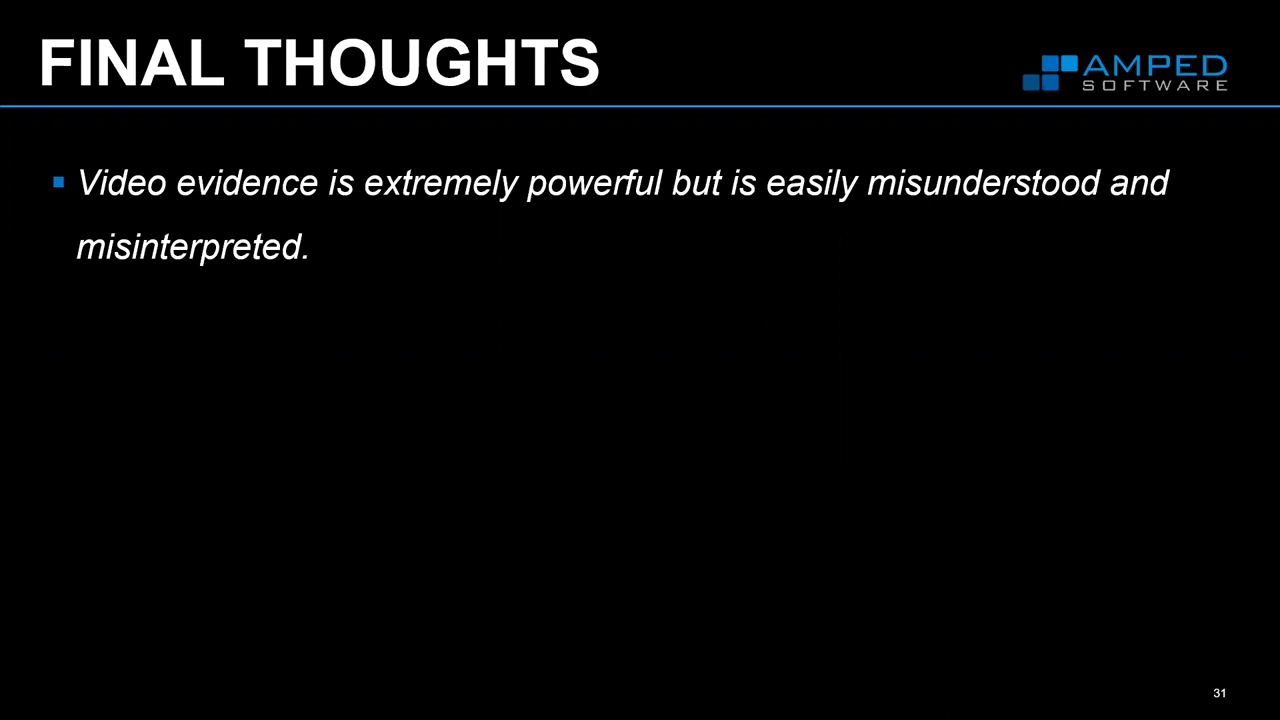 FINAL THOUGHTS
AMPED
SOFTWARE
Video evidence is extremely powerful but is easily misunderstood and
misinterpreted.
31